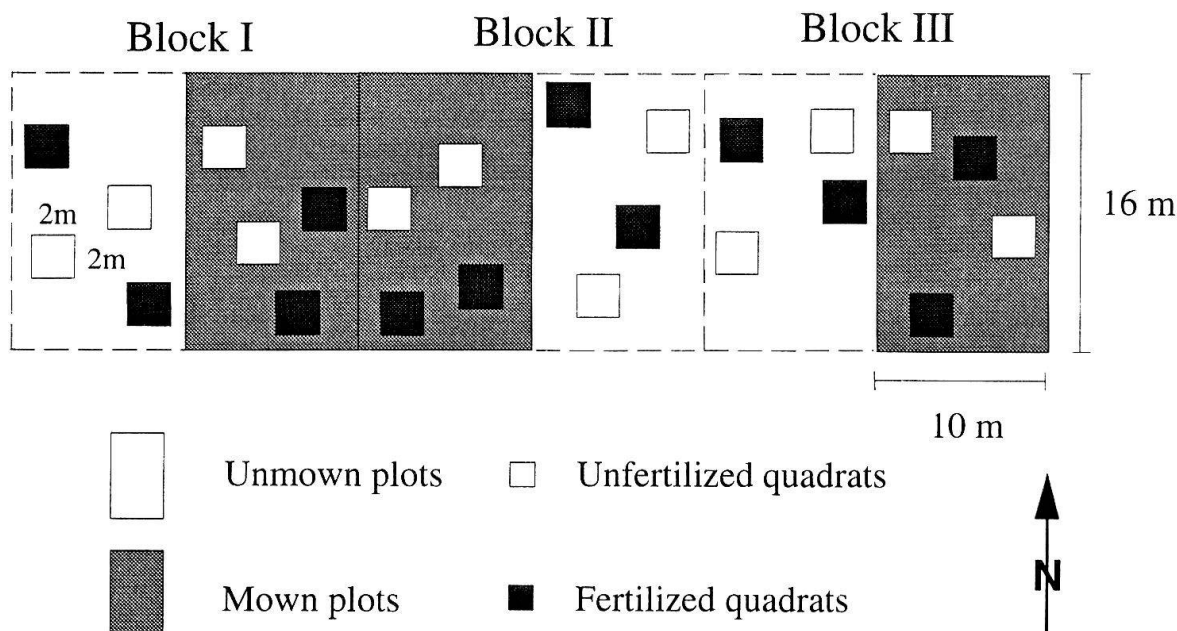 Block I
Block II
Block III
2m
2m
16 m
10 m
Unmown plots
Unfertilized quadrats
Mown plots
Fertilized quadrats
N